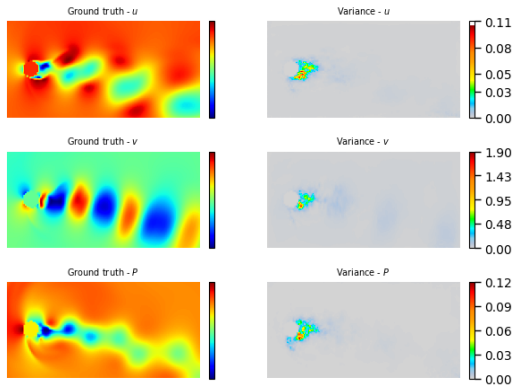 Ground truth - u
Variance - u
0.11
0.08
0.05
0.03
0.00
Ground truth - v
Variance - v
1.90
1.43
0.95
0.48
0.00
Ground truth - P
Variance - P
0.12
0.09
0.06
0.03
0.00